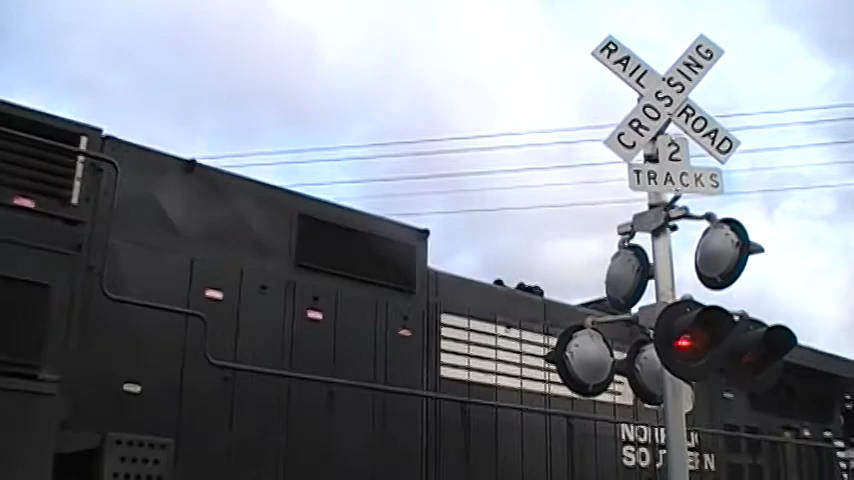 RAIL ROAD
CROSSING
2
TRACKS
NORFOLK
SOUTHERN